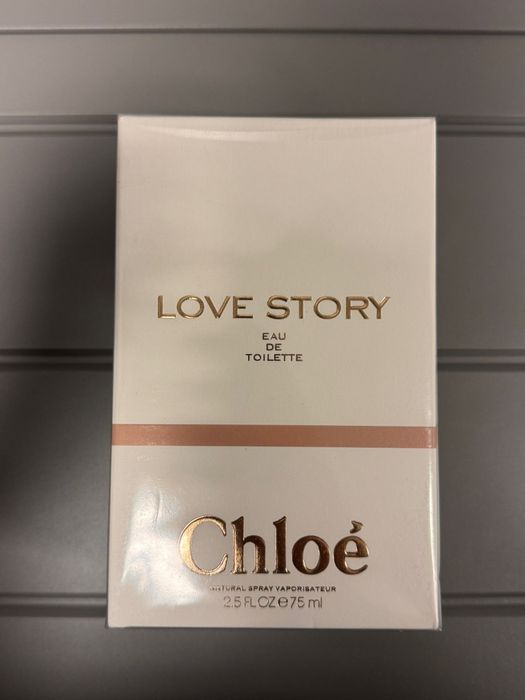 LOVE STORY
EAU
DE
TOILETTE
Chloé
NATURAL SPRAY VAPORISATEUR
2.5 FL OZ ℮ 75 ml